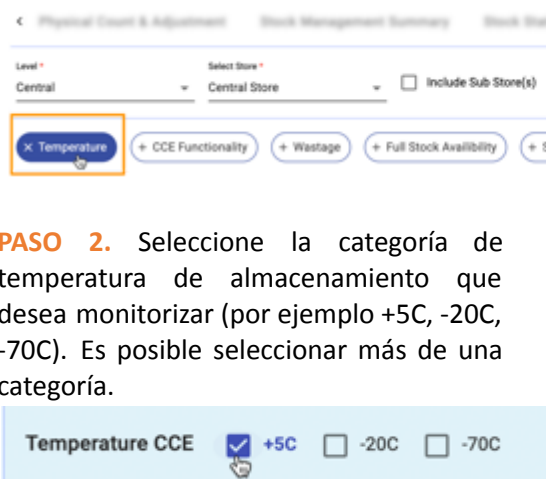 Physical Count & Adjustment Stock Management Summary
Level * Select Store *
Central Central Store Include Sub Store(s)
× Temperature + CCE Functionality + Wastage + Full Stock Availibility +
PASO 2. Seleccione la categoría de
temperatura de almacenamiento que
desea monitorizar (por ejemplo +5C, -20C,
-70C). Es posible seleccionar más de una
categoría.
Temperature CCE +5C -20C -70C